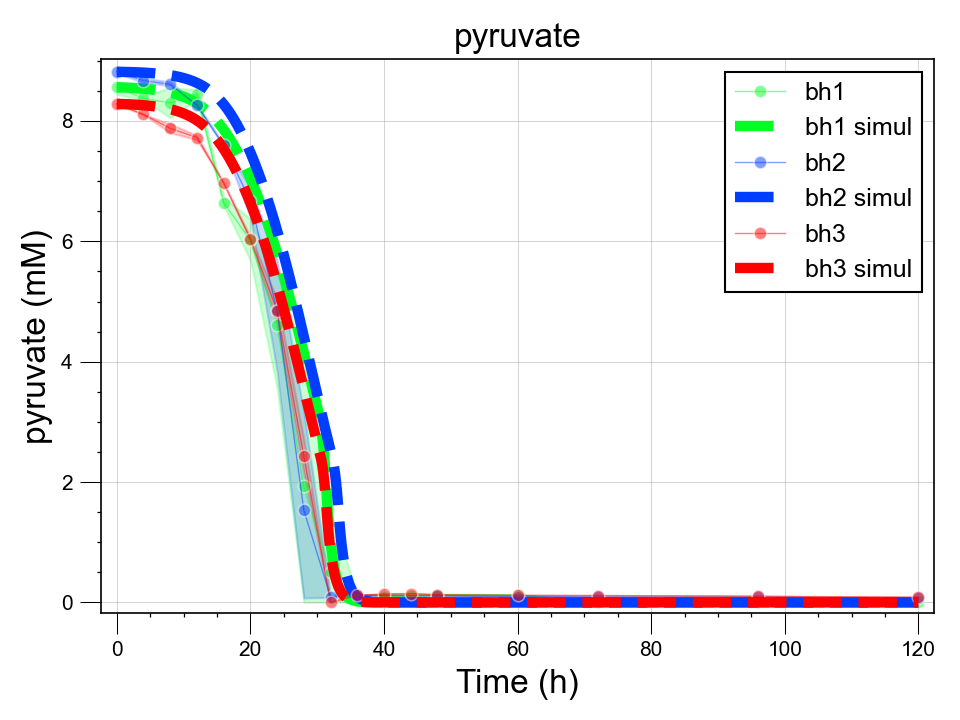 pyruvate
pyruvate (mM)
8
6
4
2
0
bh1
bh1 simul
bh2
bh2 simul
bh3
bh3 simul
0 20 40 60 80 100 120
Time (h)